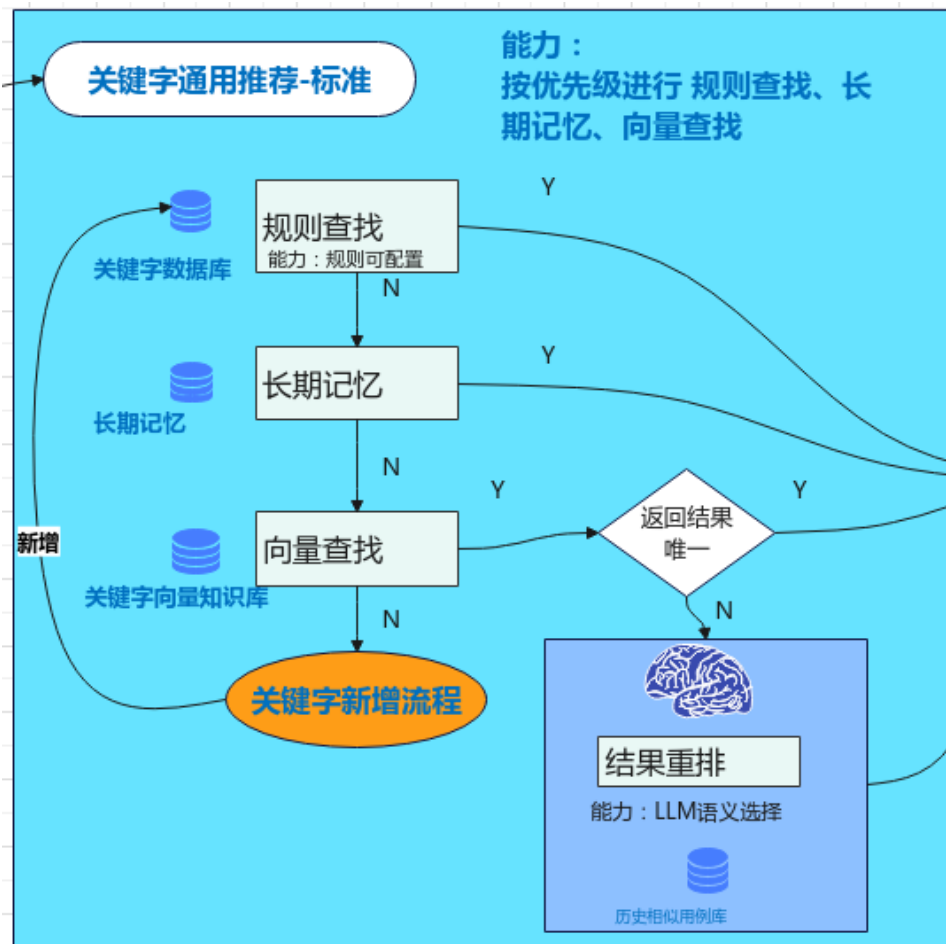 关键字通用推荐-标准
能力：
按优先级进行 规则查找、长
期记忆、向量查找
Y
规则查找
能力：规则可配置
关键字数据库
N
Y
长期记忆
长期记忆
N
Y
Y
返回结果
唯一
向量查找
新增
关键字向量知识库
N
N
关键字新增流程
结果重排
能力：LLM语义选择
历史相似用例库